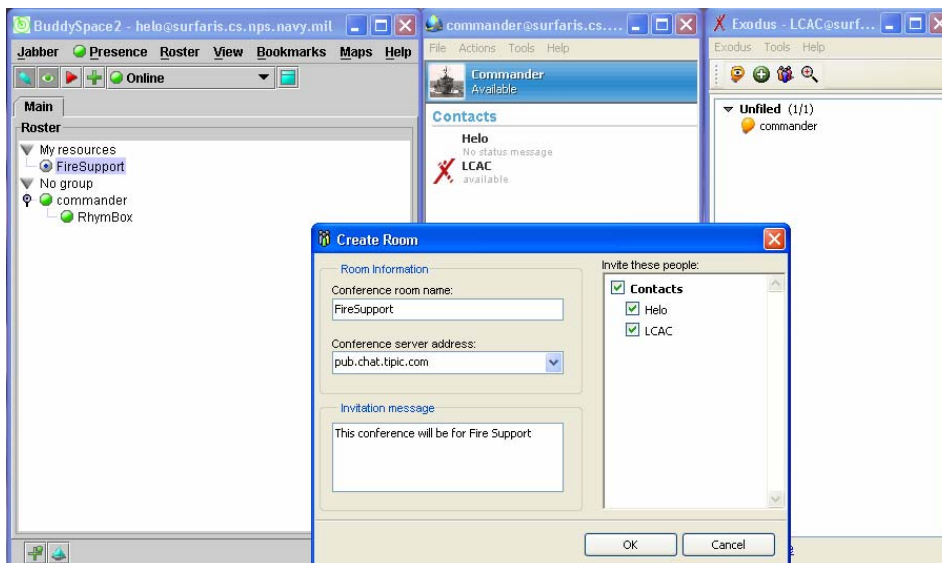 BuddySpace2 - helo@surfaris.cs.nps.navy.mil
Jabber Presence Roster View Bookmarks Maps Help
Online
Main
Roster
My resources
FireSupport
No group
commander
RhymBox
commander@surfaris.cs....
File Actions Tools Help
Commander
Available
Contacts
Helo
No status message
LCAC
available
Exodus - LCAC@surf...
Exodus Tools Help
Unfiled (1/1)
commander
Create Room
Room Information
Conference room name:
FireSupport
Conference server address:
pub.chat.tipic.com
Invitation message
This conference will be for Fire Support
Invite these people:
Contacts
Helo
LCAC
OK Cancel